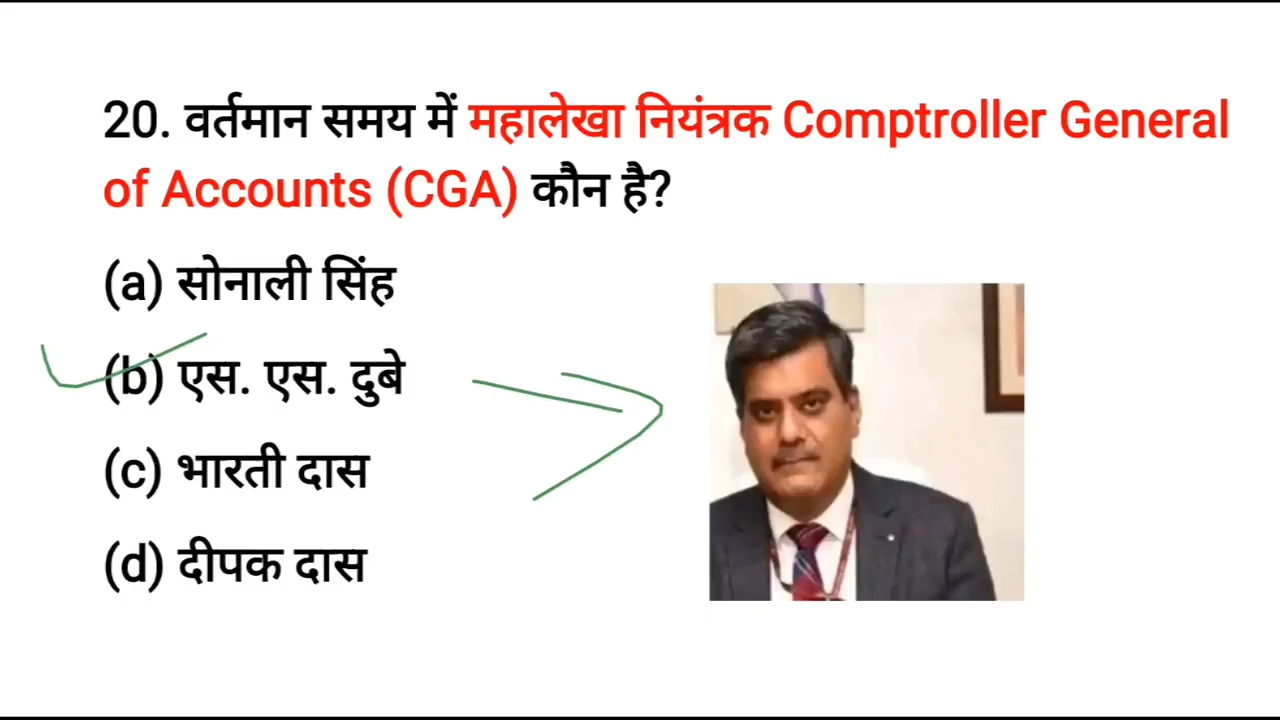 20. वर्तमान समय में महालेखा नियंत्रक Comptroller General
of Accounts (CGA) कौन है?
(a) सोनाली सिंह
(b) एस. एस. दुबे
(c) भारती दास
(d) दीपक दास